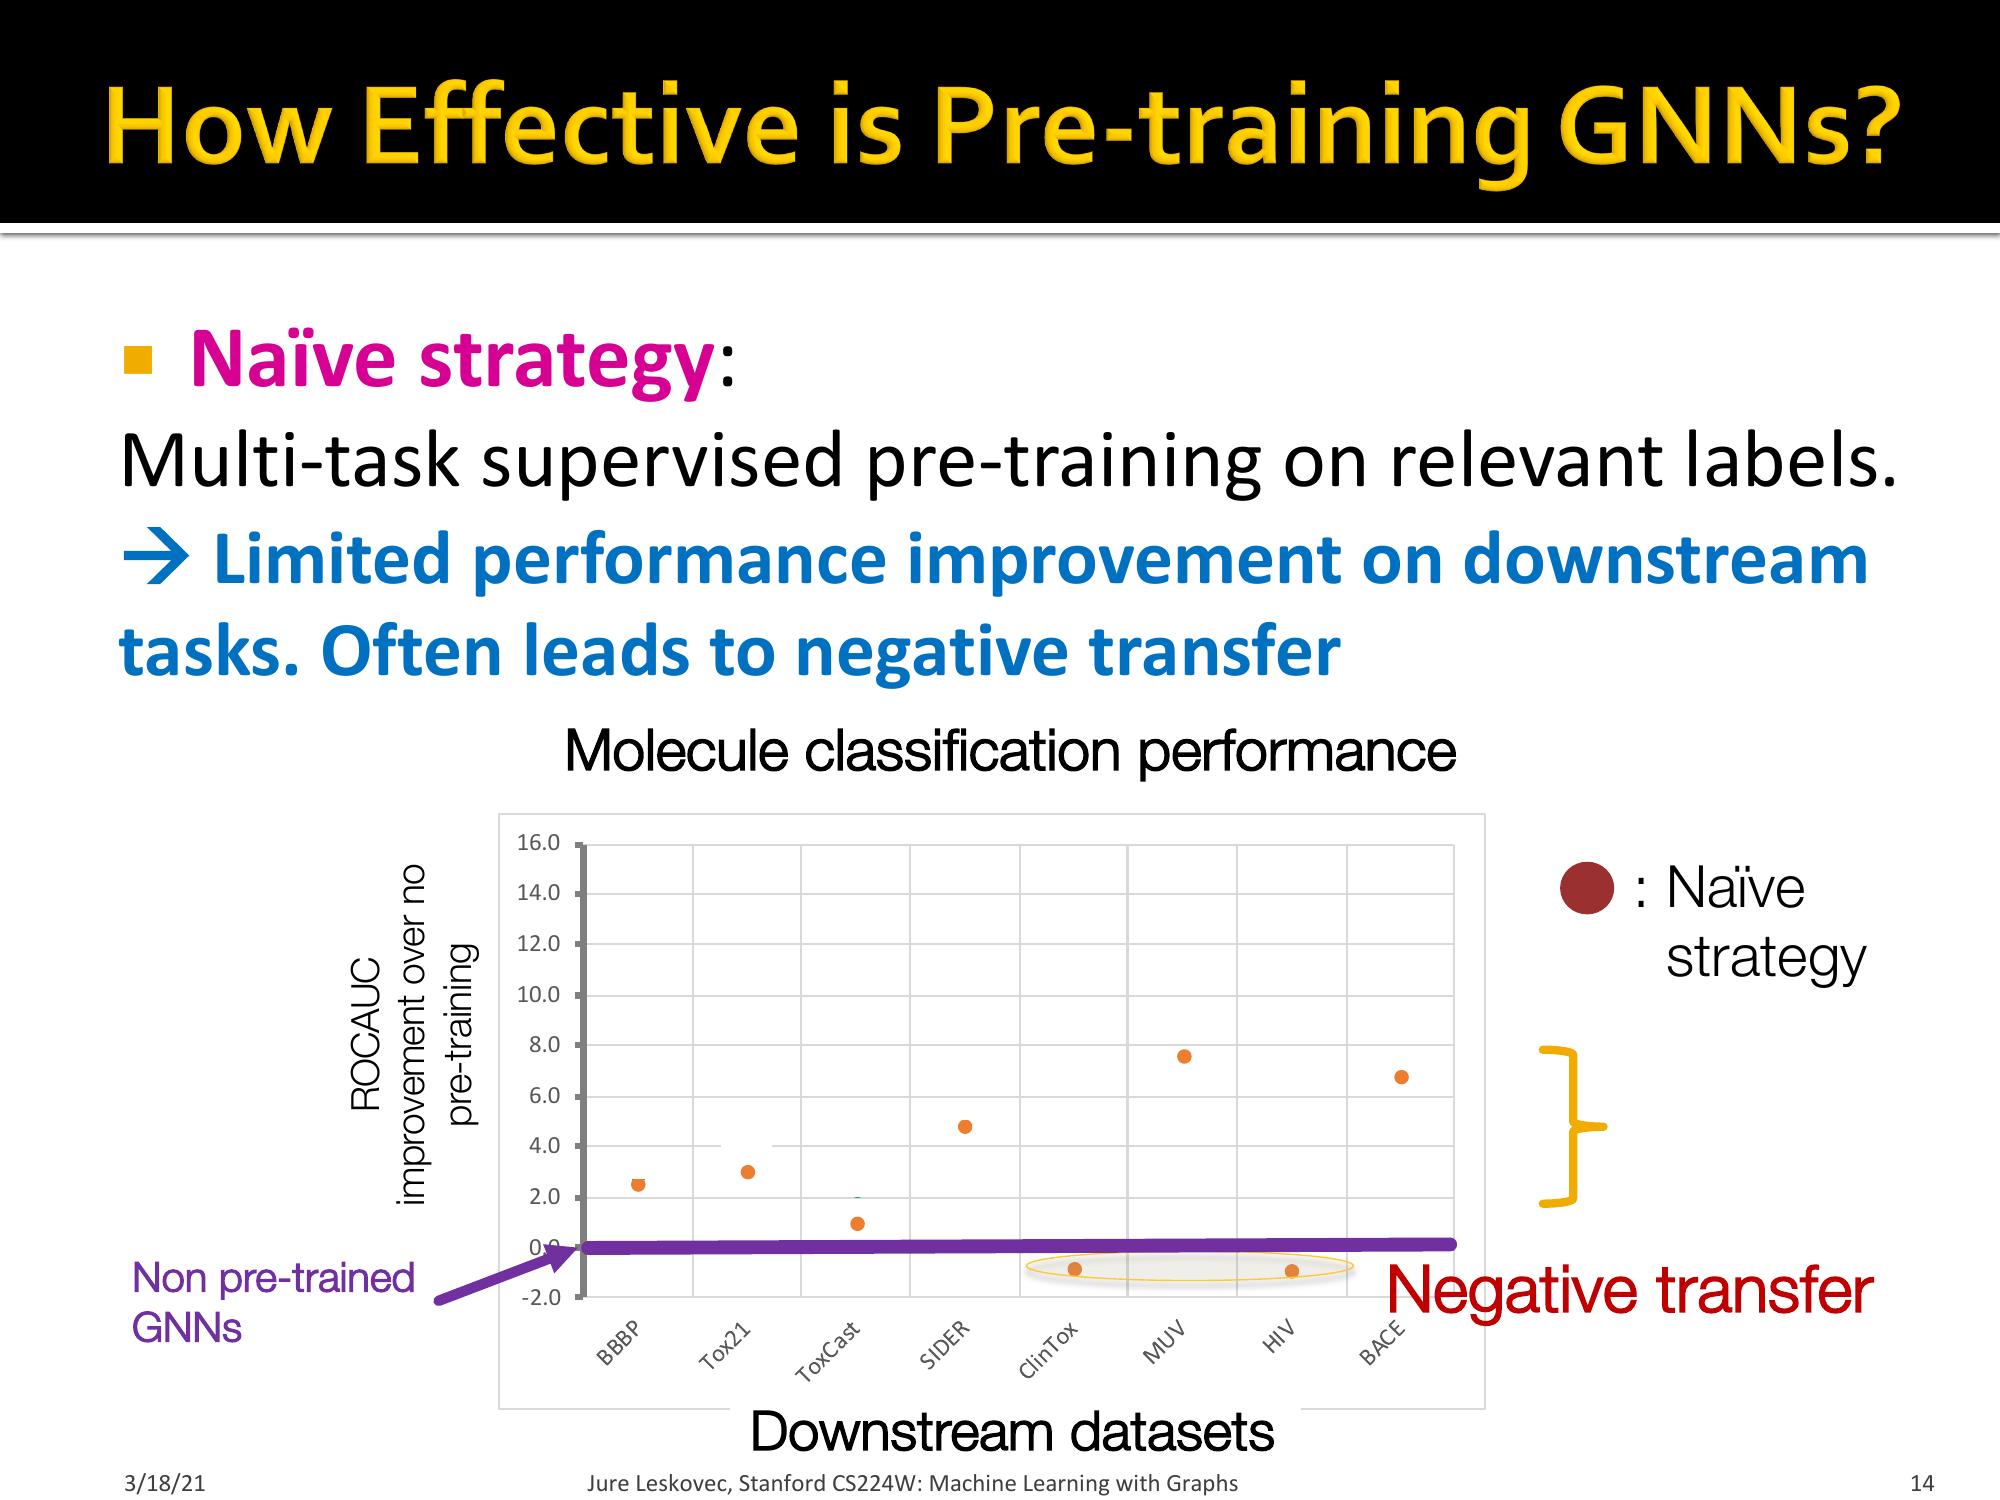 How Effective is Pre-training GNNs?
Naïve strategy:
Multi-task supervised pre-training on relevant labels.
→ Limited performance improvement on downstream
tasks. Often leads to negative transfer
Molecule classification performance
ROCAUC
improvement over no
pre-training
16.0
14.0
12.0
10.0
8.0
6.0
4.0
2.0
0.0
-2.0
: Naïve
strategy
Non pre-trained
GNNs
Negative transfer
BBBP
Tox21
ToxCast
SIDER
ClinTox
MUV
HIV
BACE
Downstream datasets
3/18/21
Jure Leskovec, Stanford CS224W: Machine Learning with Graphs
14